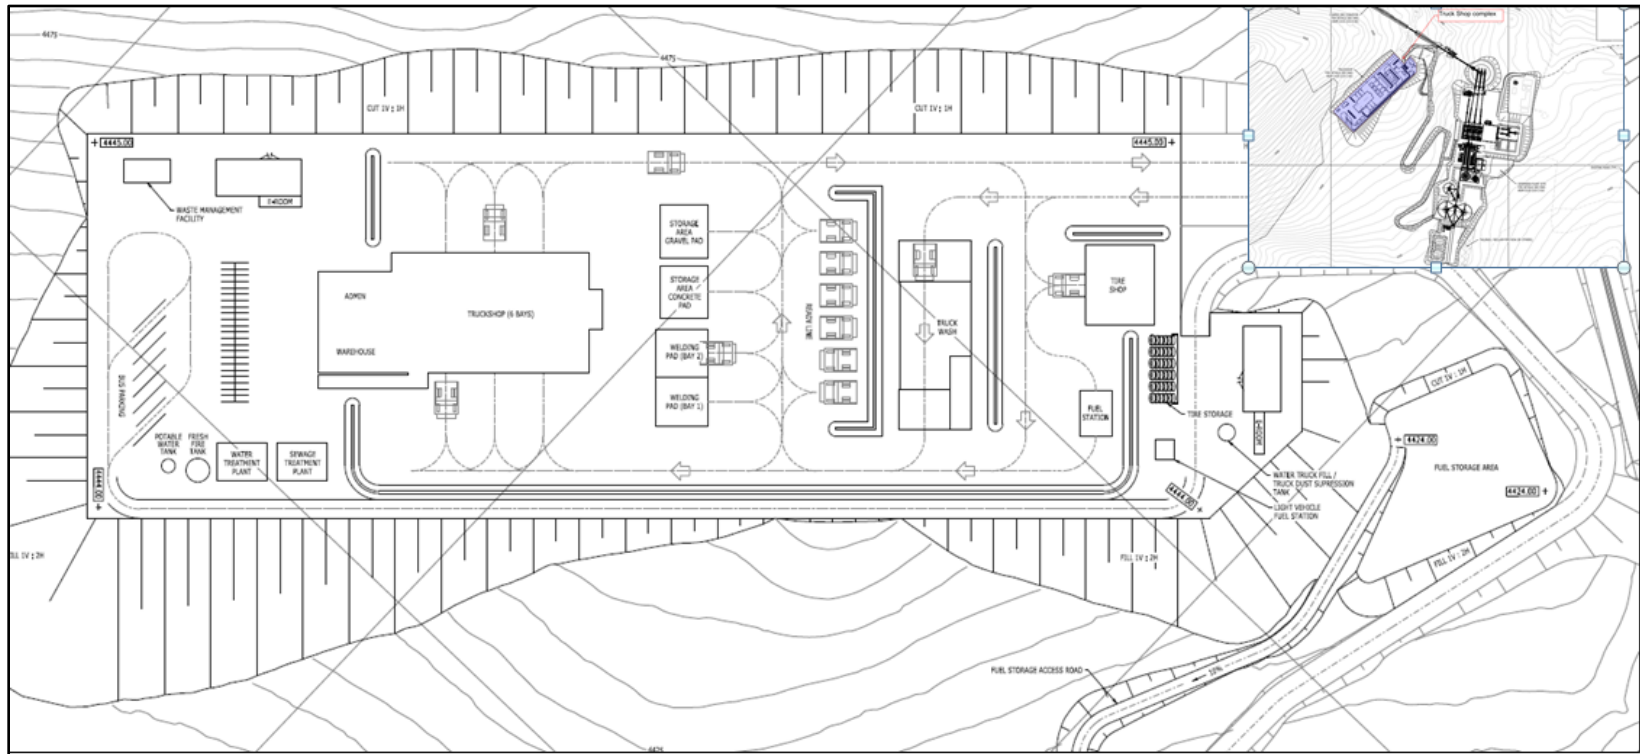 Truck Shop complex
4475
4475
CUT 1V : 1H
CUT 1V : 1H
4445.00
4445.00
WASTE MANAGEMENT
FACILITY
E-ROOM
STORAGE
AREA
GRAVEL PAD
STORAGE
AREA
CONCRETE
PAD
ADMIN
TRUCKSHOP (6 BAYS)
WAREHOUSE
WELDING
PAD (BAY 2)
WELDING
PAD (BAY 1)
READY LINE
TRUCK
WASH
TIRE
SHOP
FUEL
STATION
TIRE STORAGE
E-ROOM
BUS PARKING
POTABLE
WATER
TANK
FRESH
FIRE
TANK
WATER
TREATMENT
PLANT
SEWAGE
TREATMENT
PLANT
4444.00
4444.00
WATER TRUCK FILL /
TRUCK DUST SUPRESSION
TANK
LIGHT VEHICLE
FUEL STATION
CUT 1V : 1H
4424.00
FUEL STORAGE AREA
4424.00
FILL 1V : 2H
FILL 1V : 2H
FILL 1V : 2H
FUEL STORAGE ACCESS ROAD
10%
4425